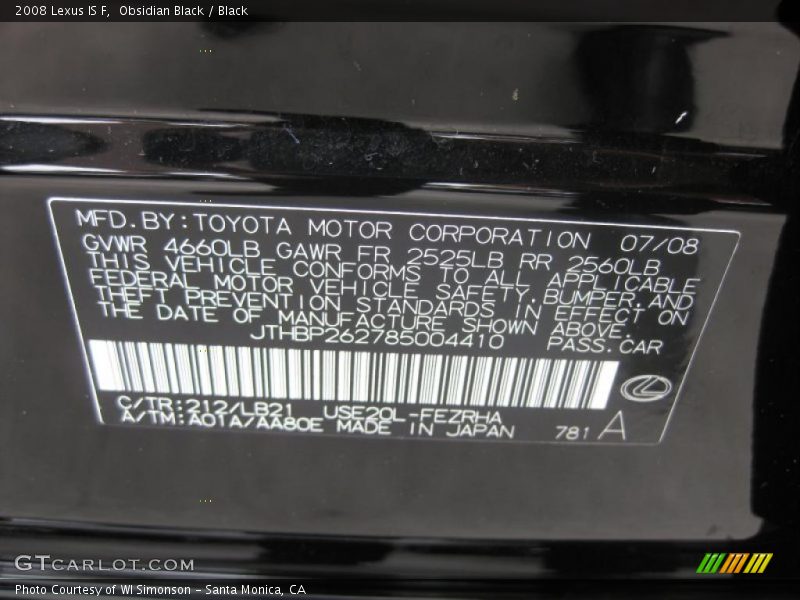 2008 Lexus IS F, Obsidian Black / Black
MFD.BY:TOYOTA MOTOR CORPORATION 07/08
GVWR 4660LB GAWR FR 2525LB RR 2560LB
THIS VEHICLE CONFORMS TO ALL APPLICABLE
FEDERAL MOTOR VEHICLE SAFETY,BUMPER,AND
THEFT PREVENTION STANDARDS IN EFFECT ON
THE DATE OF MANUFACTURE SHOWN ABOVE.
JTHBP262785004410 PASS.CAR
C/TR:212/LB21 USE20L-FEZRHA
A/TM:A01A/AA80E MADE IN JAPAN 781 A
GTCARLOT.COM
Photo Courtesy of WI Simonson - Santa Monica, CA